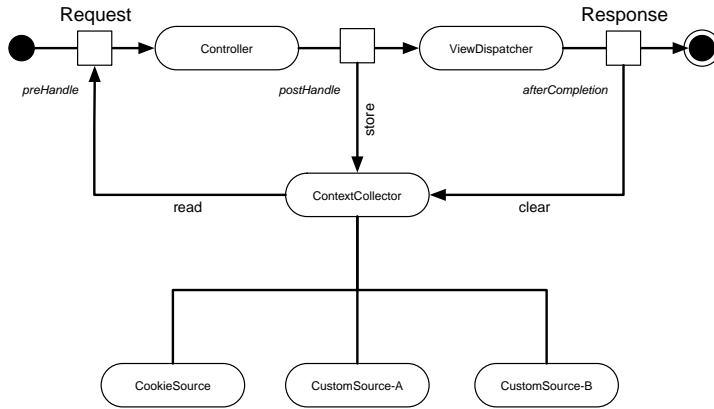 Request
Response
Controller
ViewDispatcher
preHandle
postHandle
afterCompletion
store
ContextCollector
read
clear
CookieSource
CustomSource-A
CustomSource-B